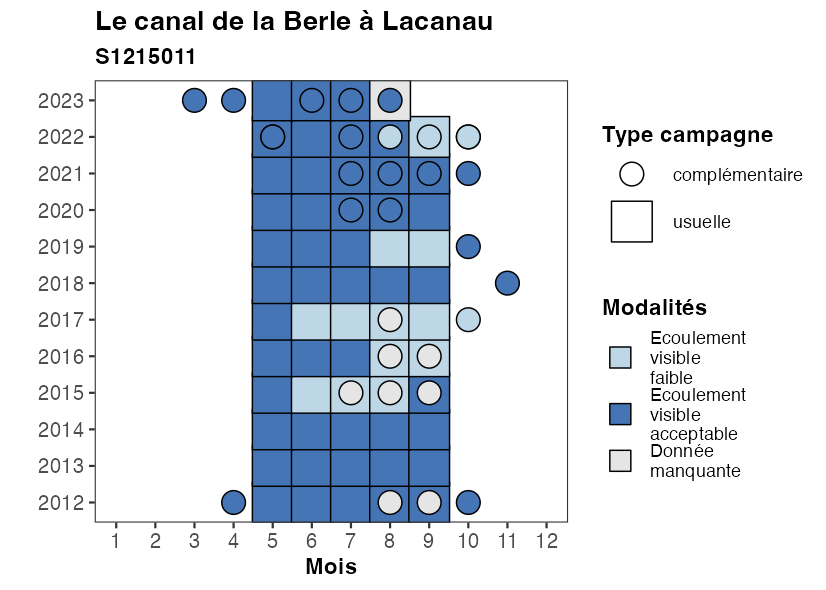 Le canal de la Berle à Lacanau
S1215011
2023
2022
2021
2020
2019
2018
2017
2016
2015
2014
2013
2012
1 2 3 4 5 6 7 8 9 10 11 12
Mois
Type campagne
complémentaire
usuelle
Modalités
Ecoulement
visible
faible
Ecoulement
visible
acceptable
Donnée
manquante